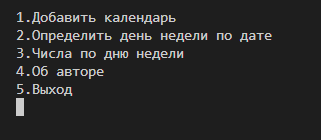 1.Добавить календарь
2.Определить день недели по дате
3.Числа по дню недели
4.Об авторе
5.Выход